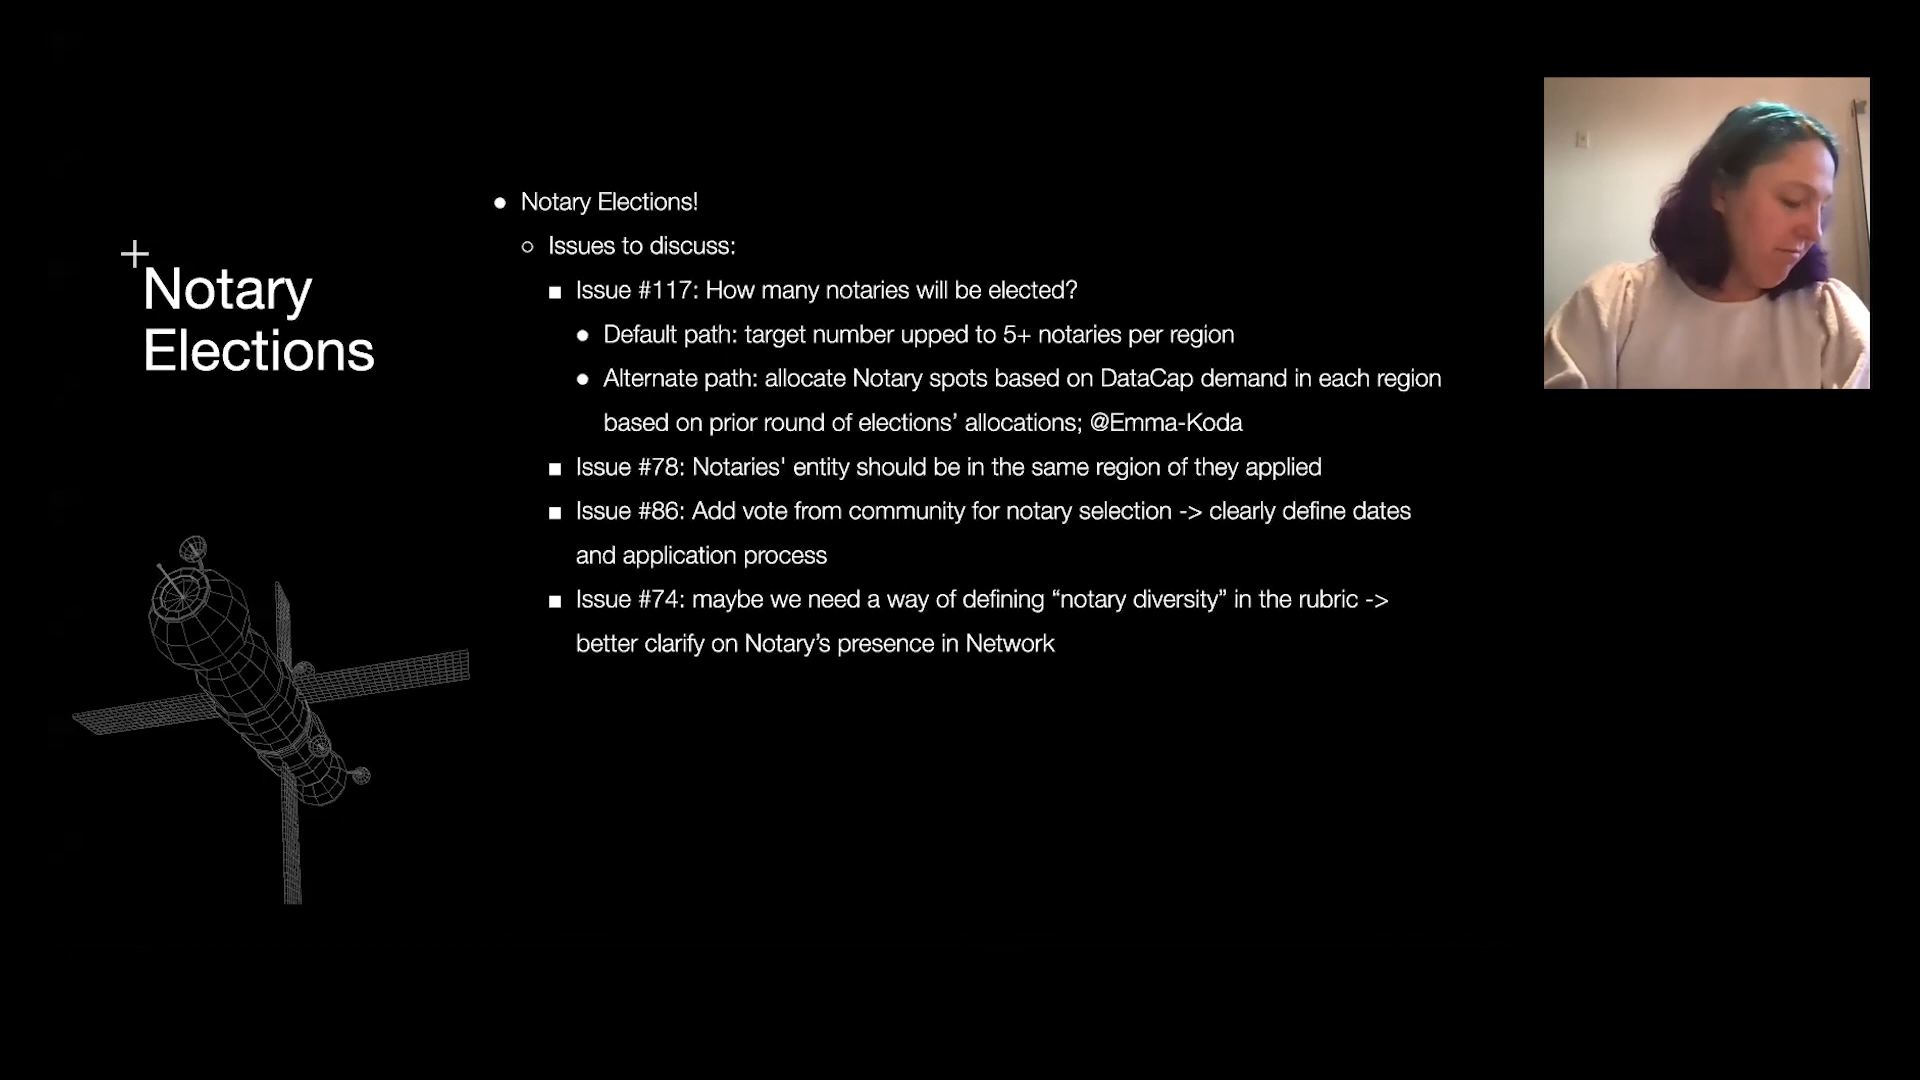 Notary
Elections
● Notary Elections!
○ Issues to discuss:
■ Issue #117: How many notaries will be elected?
● Default path: target number upped to 5+ notaries per region
● Alternate path: allocate Notary spots based on DataCap demand in each region
based on prior round of elections’ allocations; @Emma-Koda
■ Issue #78: Notaries' entity should be in the same region of they applied
■ Issue #86: Add vote from community for notary selection -> clearly define dates
and application process
■ Issue #74: maybe we need a way of defining “notary diversity” in the rubric ->
better clarify on Notary’s presence in Network